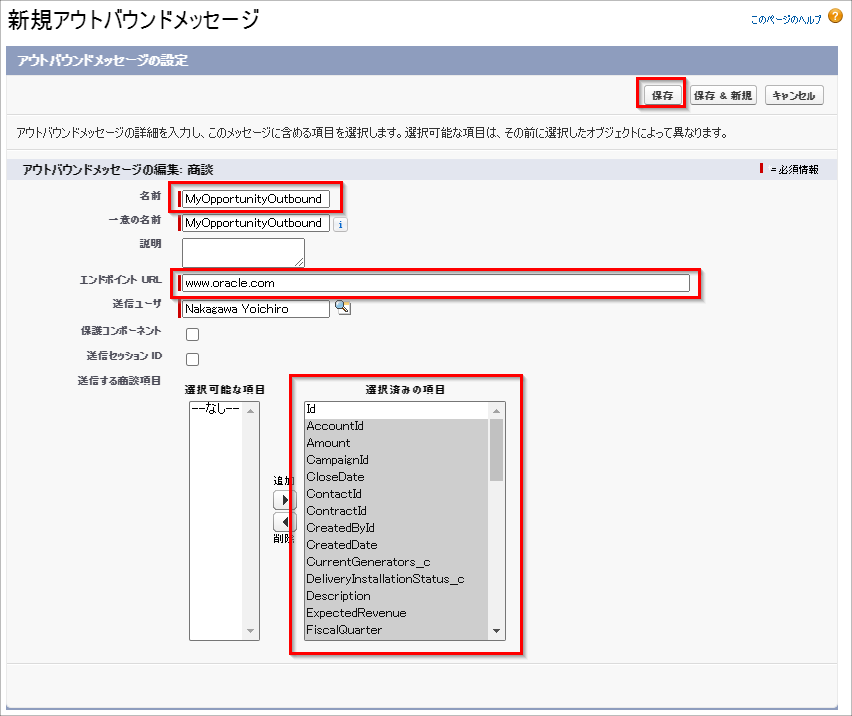 新規アウトバウンドメッセージ
このページのヘルプ
アウトバウンドメッセージの設定
保存 保存 & 新規 キャンセル
アウトバウンドメッセージの詳細を入力し、このメッセージに含める項目を選択します。選択可能な項目は、その前に選択したオブジェクトによって異なります。
アウトバウンドメッセージの編集: 商談
= 必須情報
名前 MyOpportunityOutbound
一意の名前 MyOpportunityOutbound i
説明
エンドポイント URL www.oracle.com
送信ユーザ Nakagawa Yoichiro
保護コンポーネント
送信セッション ID
送信する商談項目
選択可能な項目
--なし--
追加
削除
選択済みの項目
Id
AccountId
Amount
CampaignId
CloseDate
ContactId
ContractId
CreatedById
CreatedDate
CurrentGenerators_c
DeliveryInstallationStatus_c
Description
ExpectedRevenue
FiscalQuarter